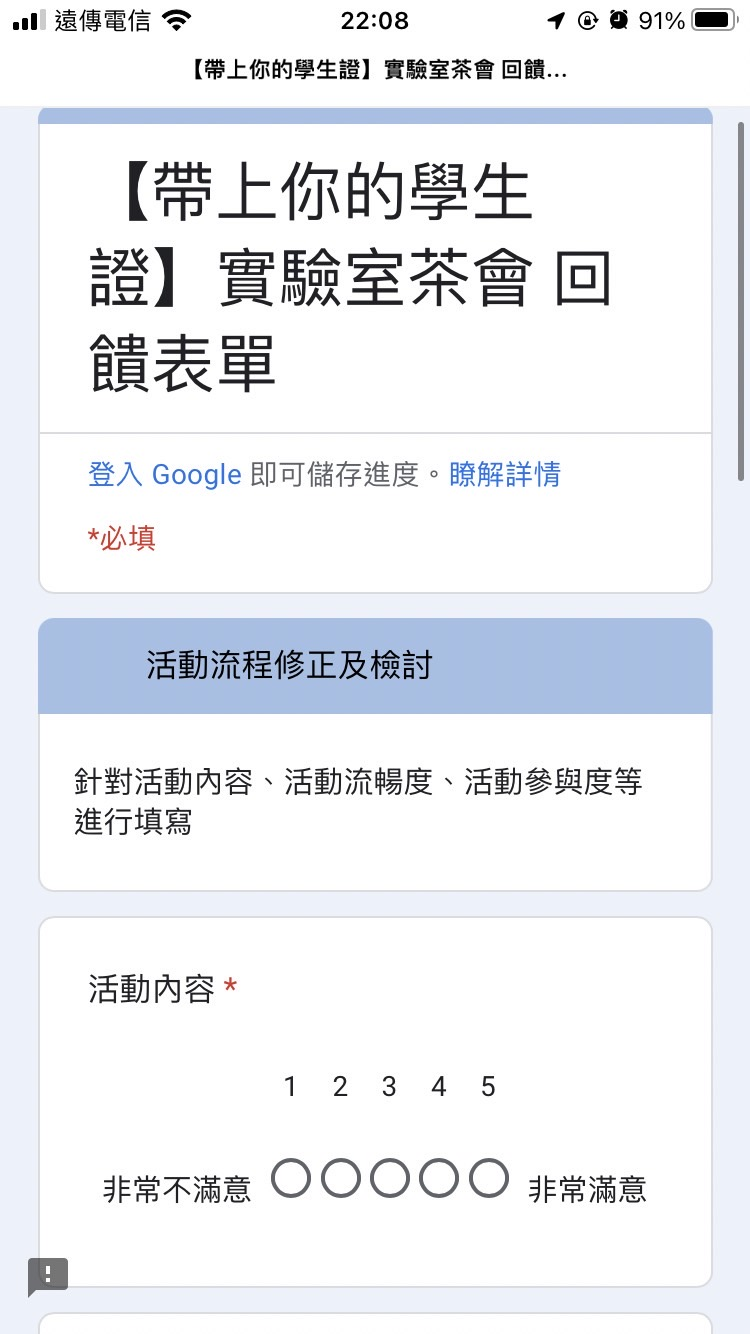 遠傳電信 22:08 91%
【帶上你的學生證】實驗室茶會 回饋...
【帶上你的學生
證】實驗室茶會 回
饋表單
登入 Google 即可儲存進度。瞭解詳情
*必填
活動流程修正及檢討
針對活動內容、活動流暢度、活動參與度等
進行填寫
活動內容 *
1 2 3 4 5
非常不滿意 非常滿意